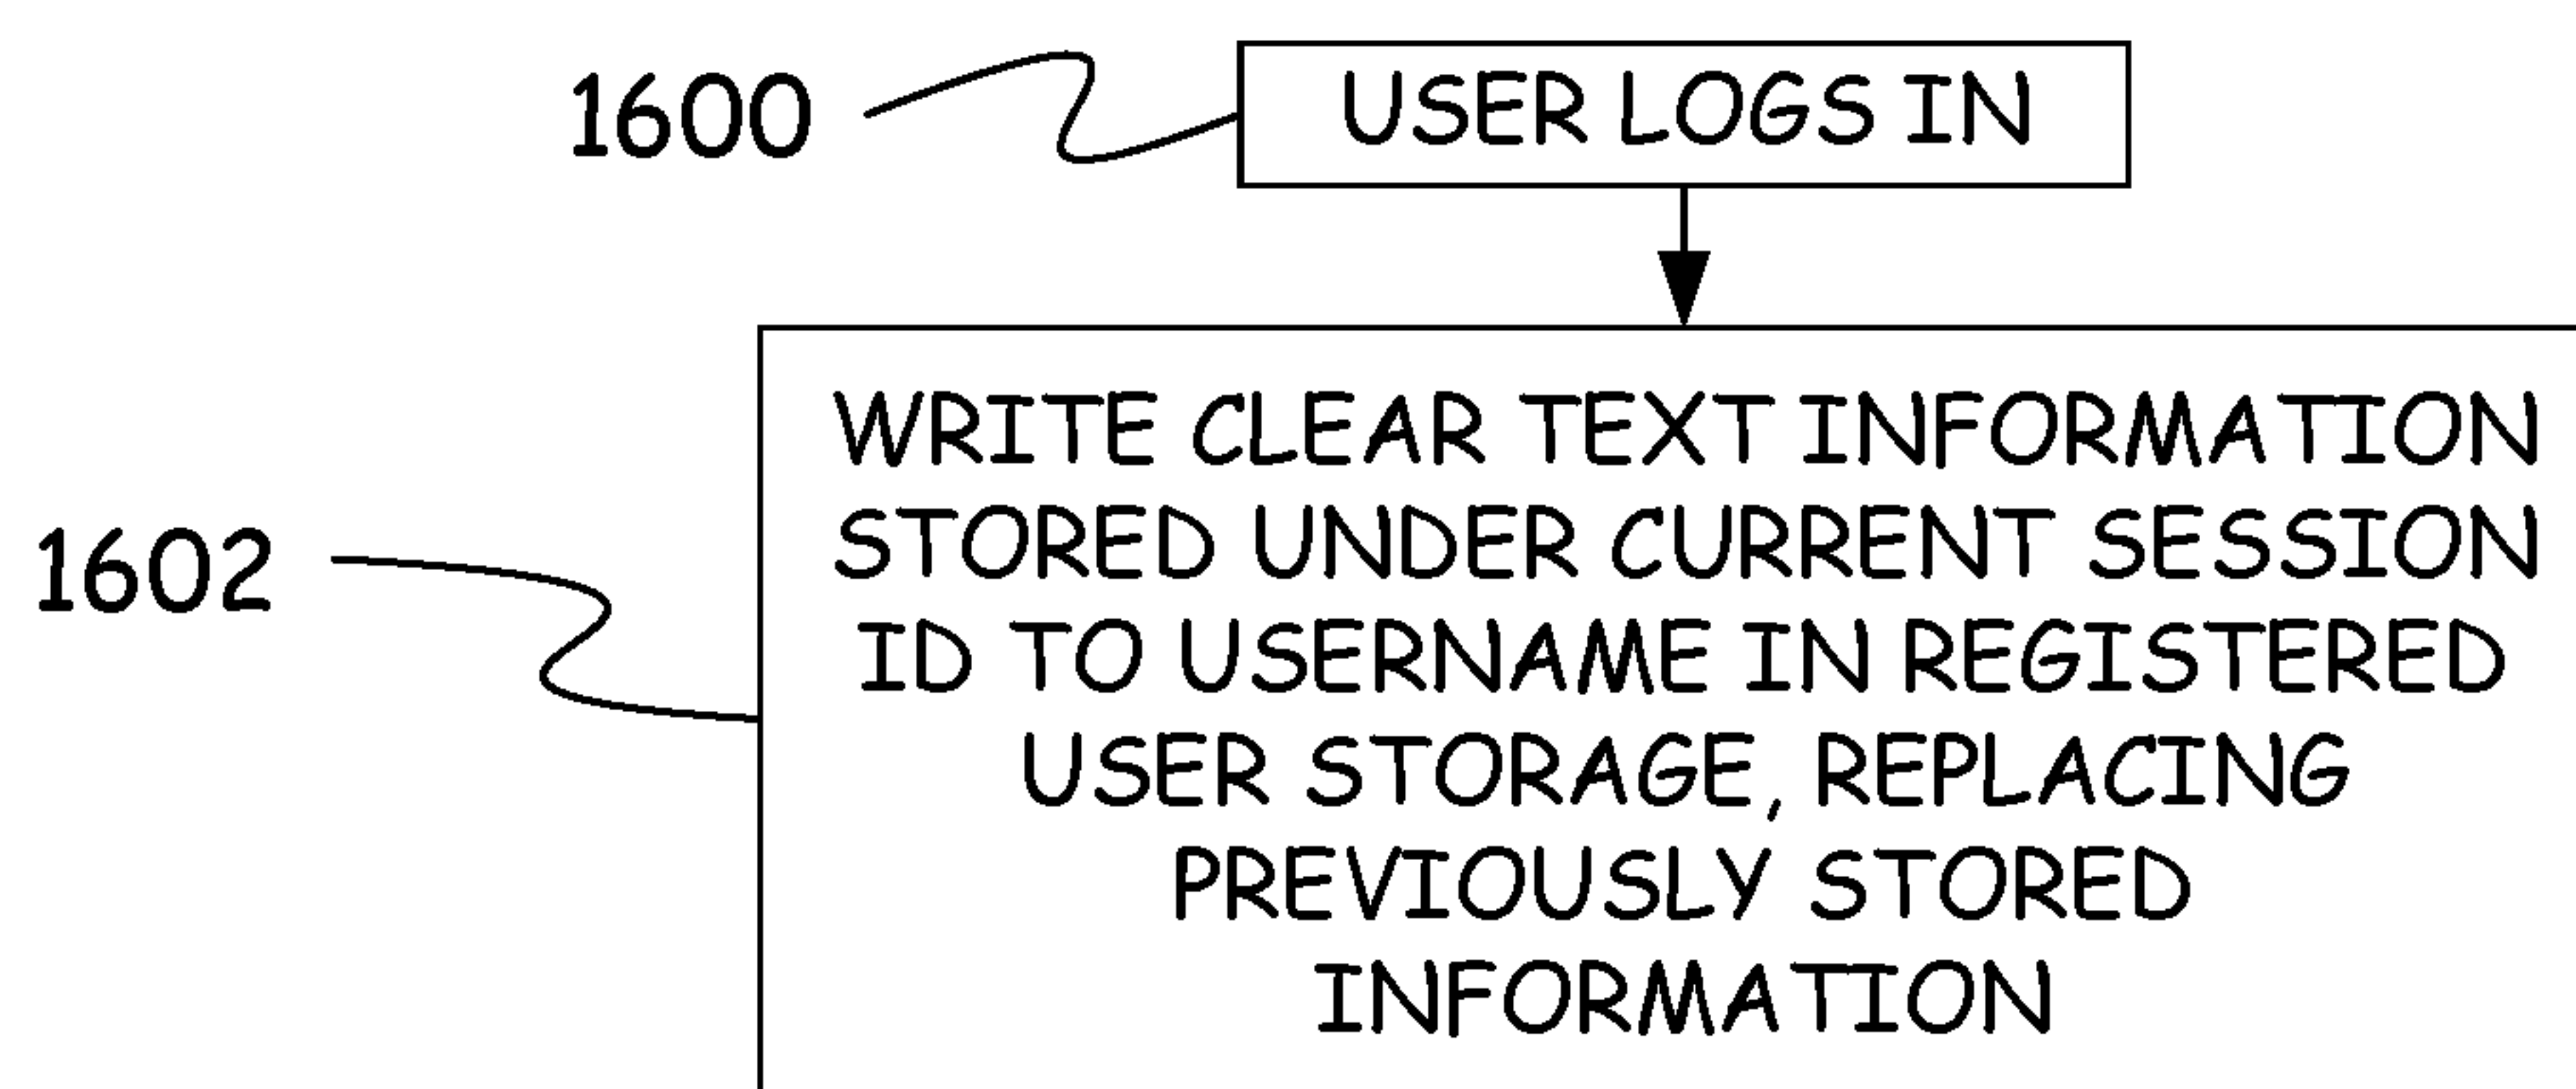 1600
USER LOGS IN
WRITE CLEAR TEXT INFORMATION
STORED UNDER CURRENT SESSION
1602
ID TO USERNAME IN REGISTERED
USER STORAGE, REPLACING
PREVIOUSLY STORED
INFORMATION